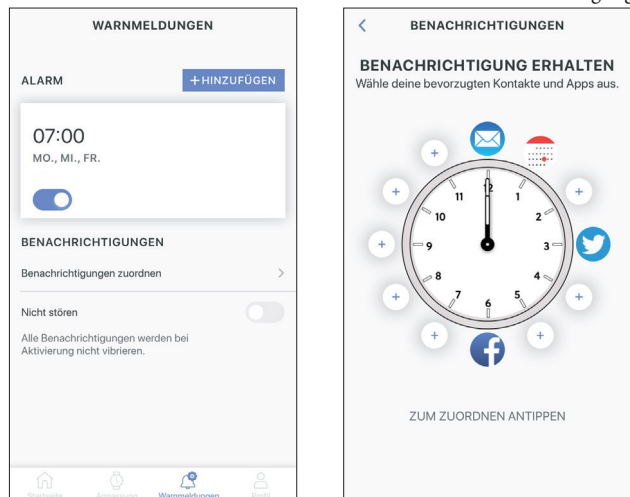 WARNMELDUNGEN
ALARM
+HINZUFÜGEN
07:00
MO., MI., FR.
BENACHRICHTIGUNGEN
Benachrichtigungen zuordnen
Nicht stören
Alle Benachrichtigungen werden bei
Aktivierung nicht vibrieren.
Startseite
Anpassung
Warnmeldungen
Profil
BENACHRICHTIGUNGEN
BENACHRICHTIGUNG ERHALTEN
Wähle deine bevorzugten Kontakte und Apps aus.
12
1
2
3
4
5
6
7
8
9
10
11
ZUM ZUORDNEN ANTIPPEN